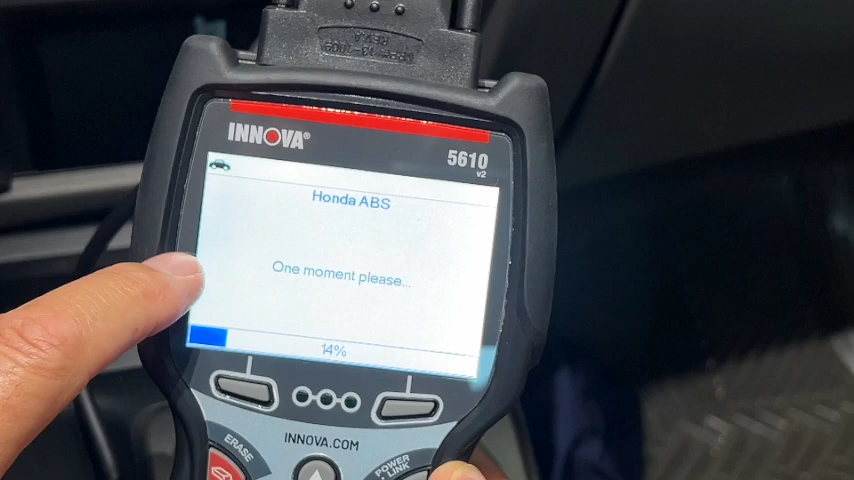 INNOVA®
5610
v2
Honda ABS
One moment please...
14%
INNOVA.COM
ERASE
POWER
LINK